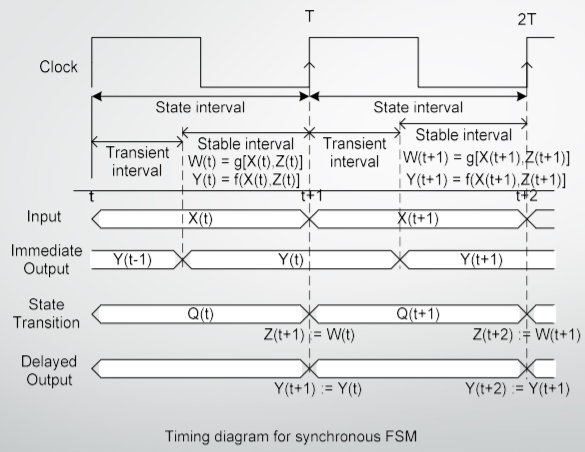 T
2T
Clock
State interval
State interval
Transient
interval
Stable interval
W(t) = g[X(t),Z(t)]
Y(t) = f(X(t),Z(t)]
Transient
interval
Stable interval
W(t+1) = g[X(t+1),Z(t+1)]
Y(t+1) = f(X(t+1),Z(t+1)]
t
t+1
t+2
Input
X(t)
X(t+1)
Immediate
Output
Y(t-1)
Y(t)
Y(t+1)
State
Transition
Q(t)
Q(t+1)
Z(t+1) := W(t)
Z(t+2) := W(t+1)
Delayed
Output
Y(t+1) := Y(t)
Y(t+2) := Y(t+1)
Timing diagram for synchronous FSM